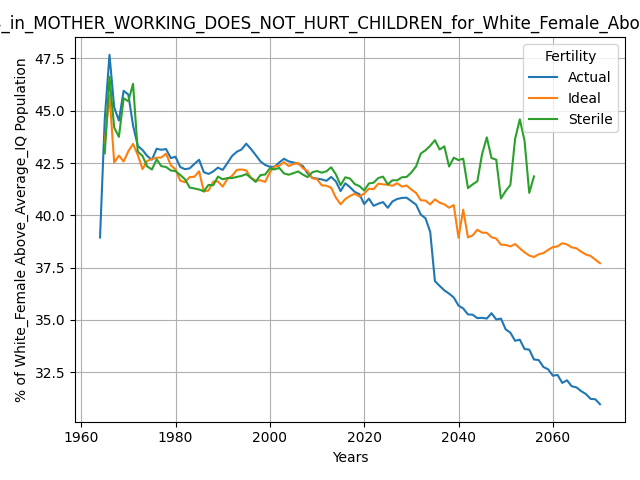 _in_MOTHER_WORKING_DOES_NOT_HURT_CHILDREN_for_White_Female_Abo
Fertility
Actual
Ideal
Sterile
% of White_Female Above_Average_IQ Population
47.5
45.0
42.5
40.0
37.5
35.0
32.5
1960
1980
2000
2020
2040
2060
Years